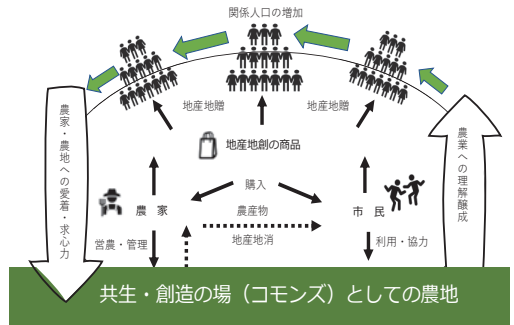 関係人口の増加
地産地贈
地産地贈
地産地創の商品
農家・農地への愛着・求心力
農業への理解醸成
購入
農家
農産物
市民
地産地消
営農・管理
利用・協力
共生・創造の場（コモンズ）としての農地